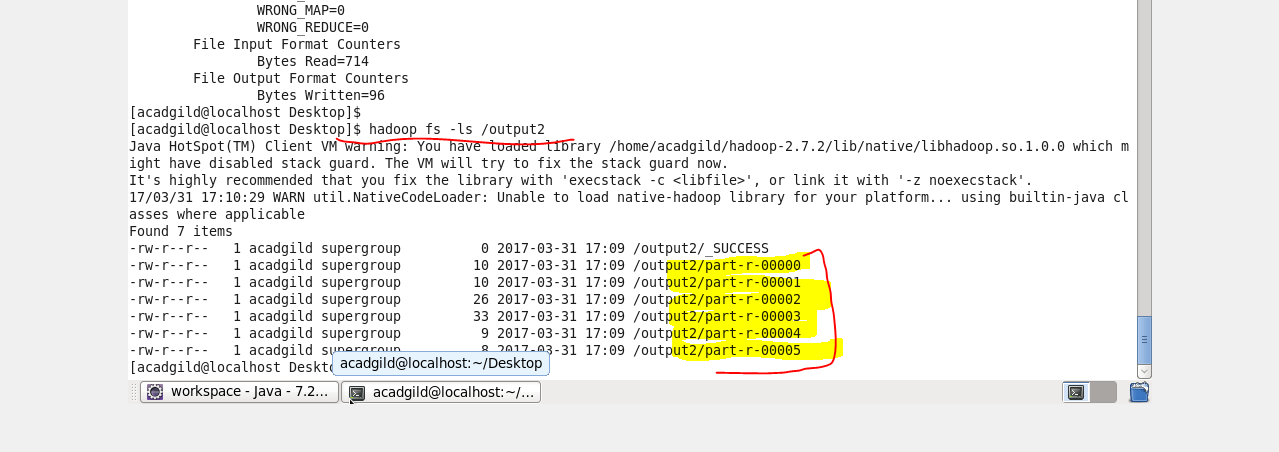 WRONG_MAP=0
WRONG_REDUCE=0
File Input Format Counters
Bytes Read=714
File Output Format Counters
Bytes Written=96
[acadgild@localhost Desktop]$
[acadgild@localhost Desktop]$ hadoop fs -ls /output2
Java HotSpot(TM) Client VM warning: You have loaded library /home/acadgild/hadoop-2.7.2/lib/native/libhadoop.so.1.0.0 which m
ight have disabled stack guard. The VM will try to fix the stack guard now.
It's highly recommended that you fix the library with 'execstack -c <libfile>', or link it with '-z noexecstack'.
17/03/31 17:10:29 WARN util.NativeCodeLoader: Unable to load native-hadoop library for your platform... using builtin-java cl
asses where applicable
Found 7 items
-rw-r--r--   1 acadgild supergroup          0 2017-03-31 17:09 /output2/_SUCCESS
-rw-r--r--   1 acadgild supergroup         10 2017-03-31 17:09 /output2/part-r-00000
-rw-r--r--   1 acadgild supergroup         10 2017-03-31 17:09 /output2/part-r-00001
-rw-r--r--   1 acadgild supergroup         26 2017-03-31 17:09 /output2/part-r-00002
-rw-r--r--   1 acadgild supergroup         33 2017-03-31 17:09 /output2/part-r-00003
-rw-r--r--   1 acadgild supergroup          9 2017-03-31 17:09 /output2/part-r-00004
-rw-r--r--   1 acadgild supergroup          8 2017-03-31 17:09 /output2/part-r-00005
[acadgild@localhost Deskto
acadgild@localhost:~/Desktop
workspace - Java - 7.2...
acadgild@localhost:~/...